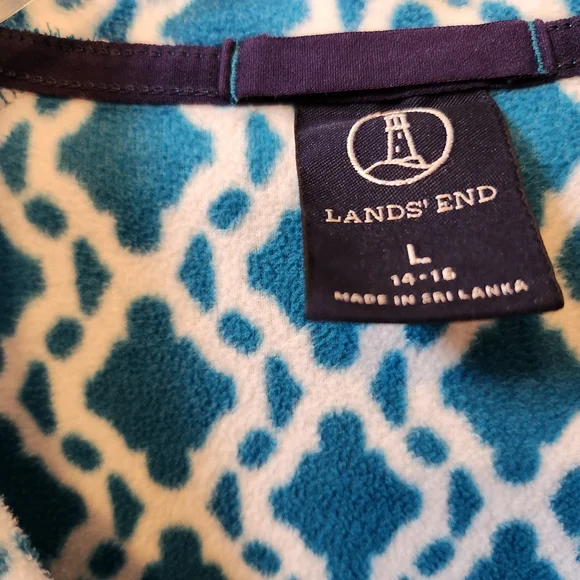 LANDS' END
L
14-16
MADE IN SRI LANKA